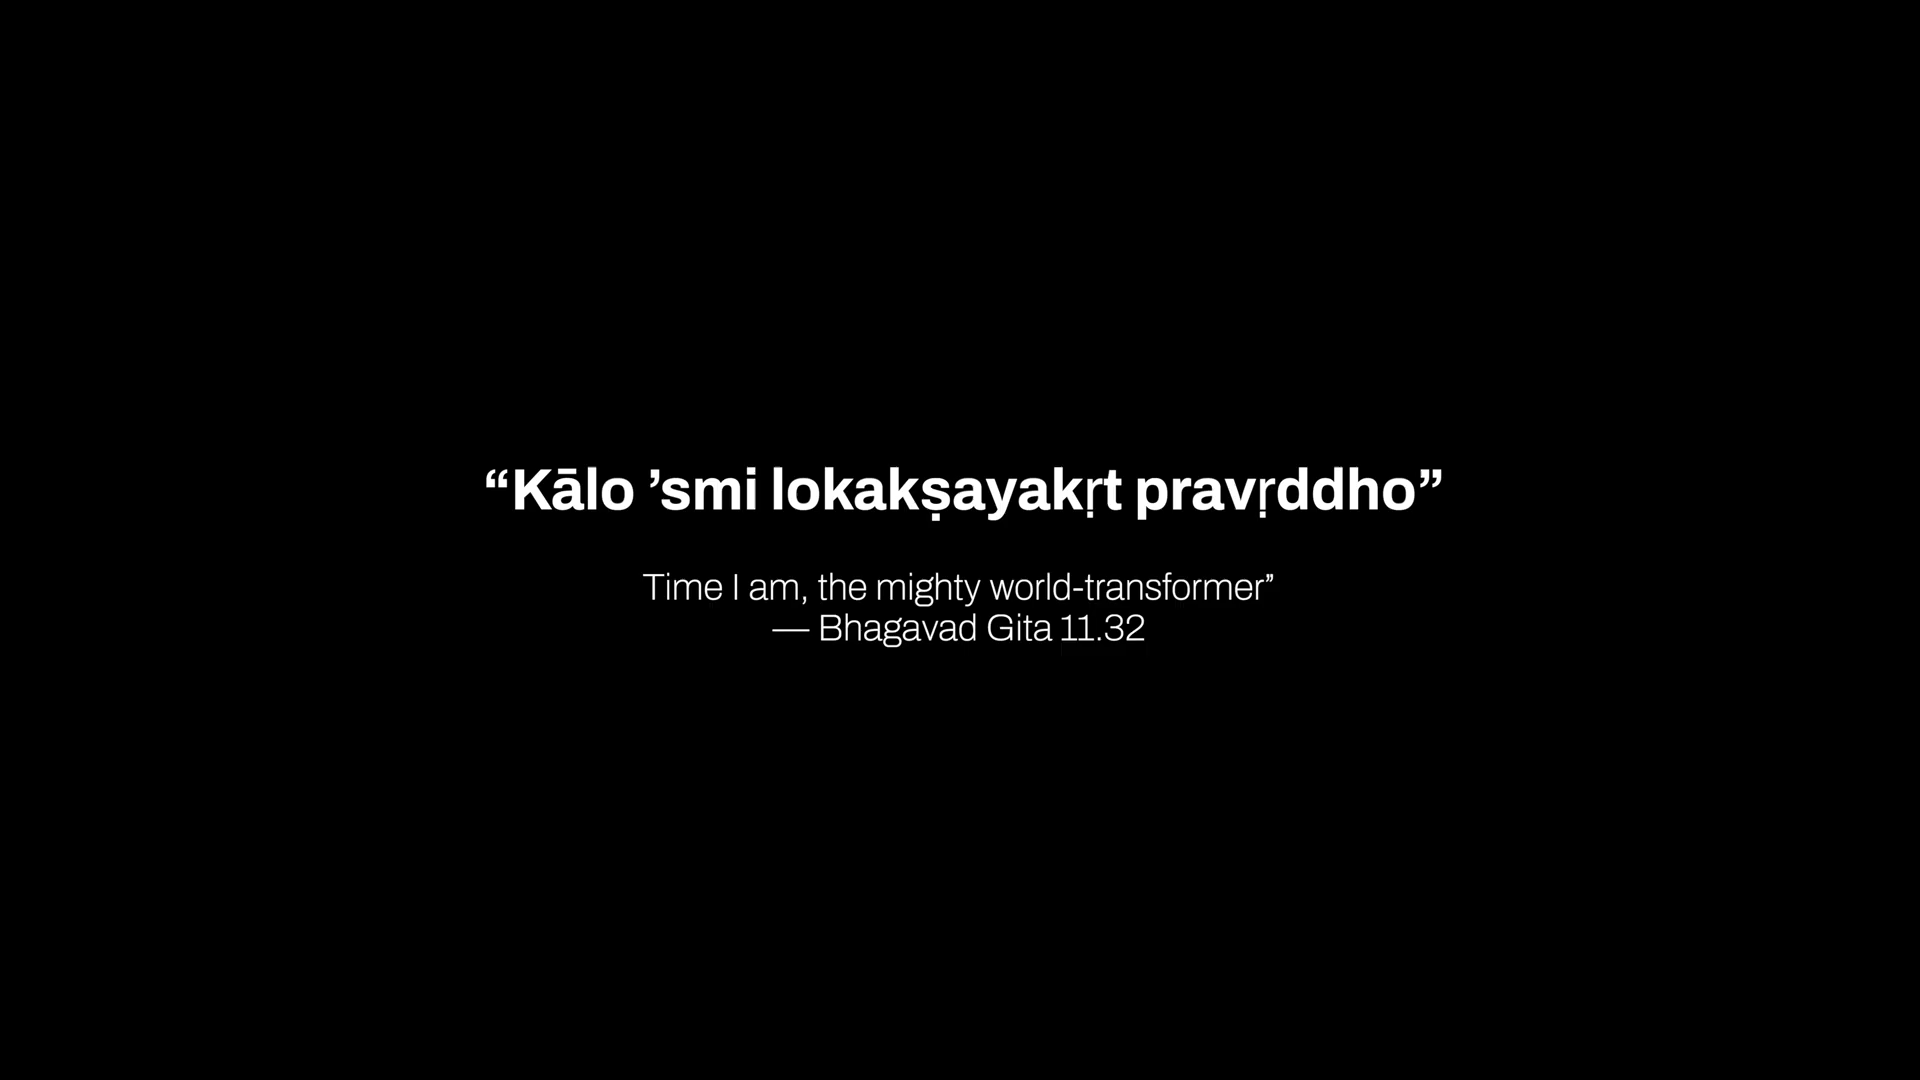 “Kālo ’smi lokakṣayakṛt pravṛddho”
Time I am, the mighty world-transformer”
— Bhagavad Gita 11.32